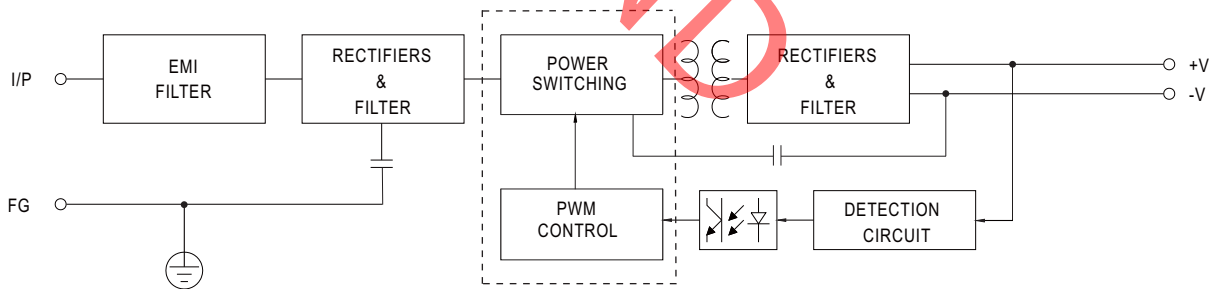 I/P
EMI
FILTER
RECTIFIERS
&
FILTER
POWER
SWITCHING
RECTIFIERS
&
FILTER
+V
-V
FG
PWM
CONTROL
DETECTION
CIRCUIT